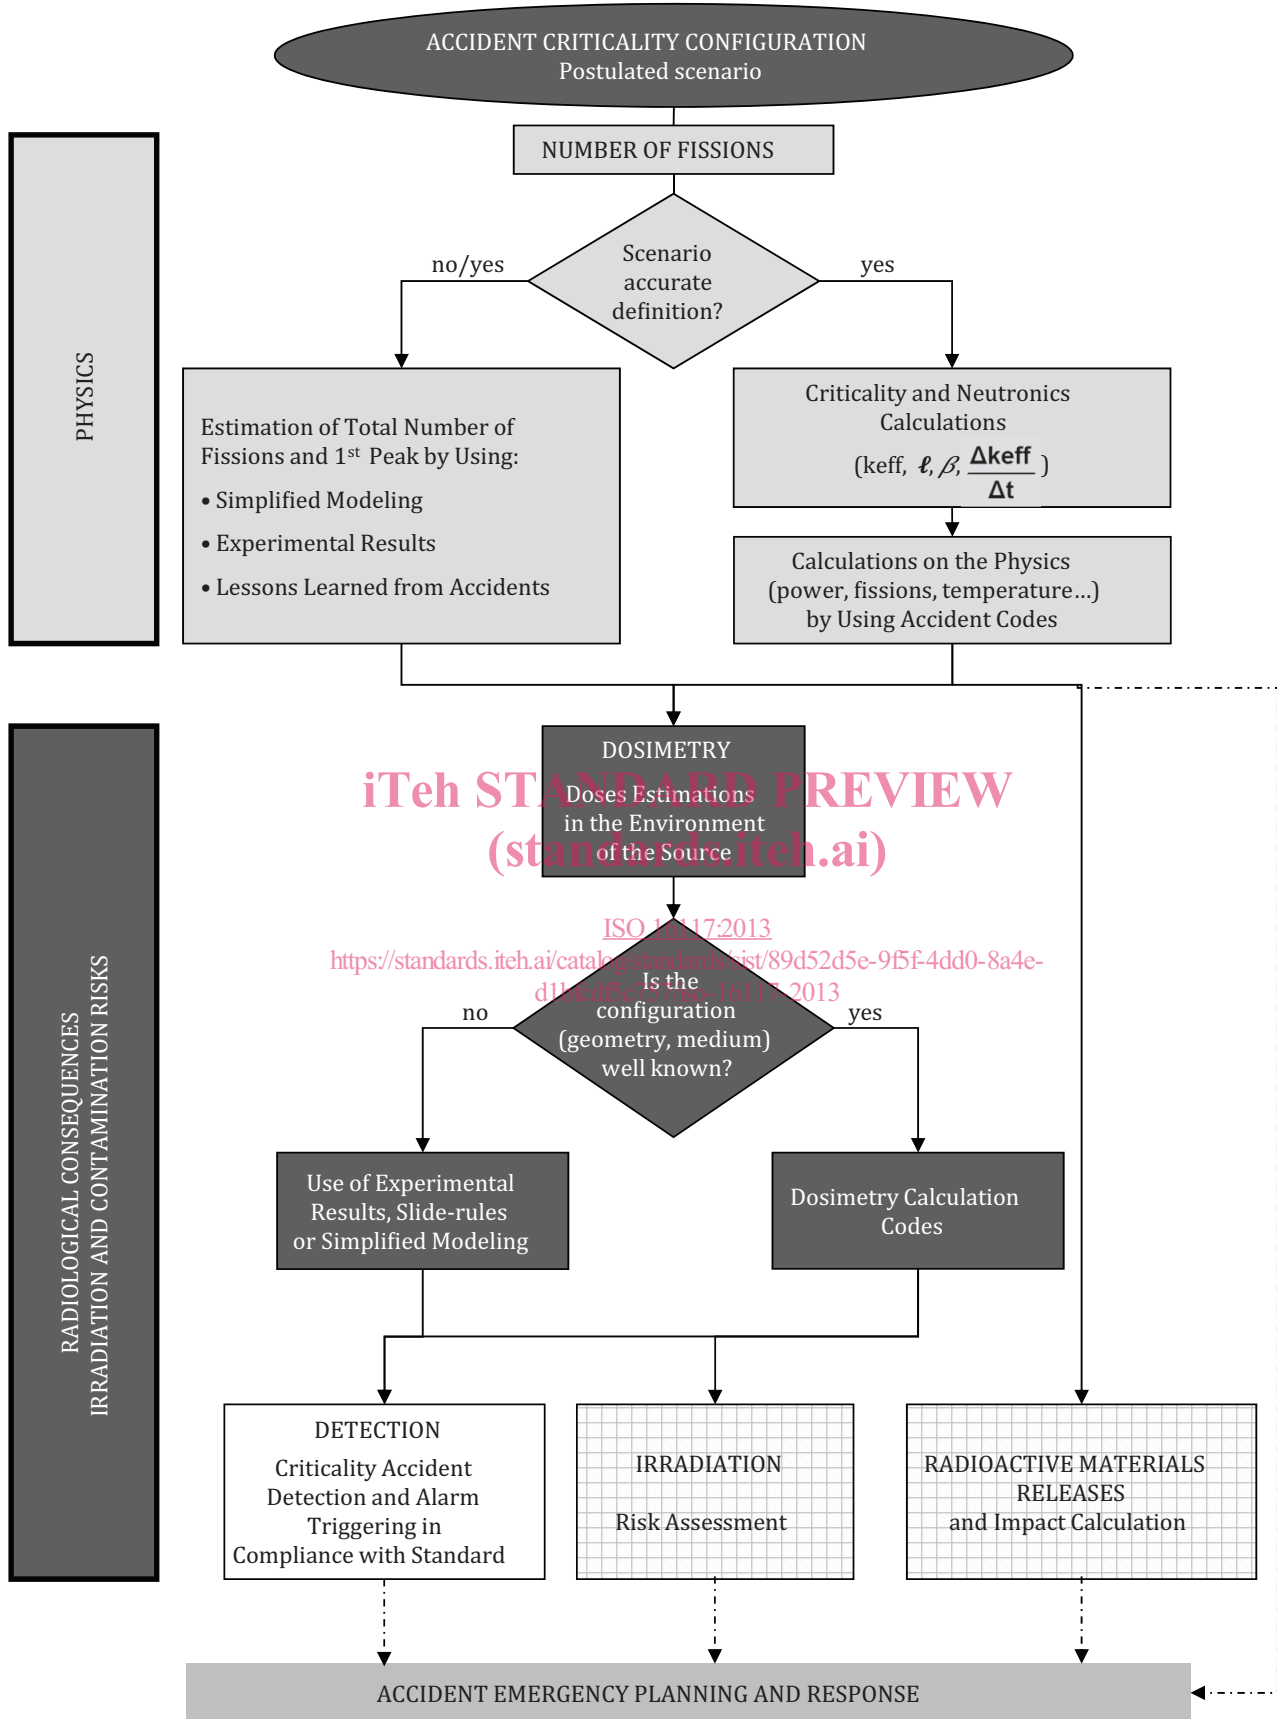 ACCIDENT CRITICALITY CONFIGURATION
Postulated scenario
NUMBER OF FISSIONS
Scenario
accurate
definition?
no/yes
yes
PHYSICS
Estimation of Total Number of
Fissions and 1st Peak by Using:
• Simplified Modeling
• Experimental Results
• Lessons Learned from Accidents
Criticality and Neutronics
Calculations
(keff, ℓ, β, Δkeff
Δt )
Calculations on the Physics
(power, fissions, temperature…)
by Using Accident Codes
RADIOLOGICAL CONSEQUENCES
IRRADIATION AND CONTAMINATION RISKS
DOSIMETRY
Doses Estimations
in the Environment
of the Source
iTeh STANDARD PREVIEW
(standards.iteh.ai)
ISO 16117:2013
https://standards.iteh.ai/catalog/standards/sist/89d52d5e-9f5f-4dd0-8a4e-
Is the
configuration
(geometry, medium)
well known?
no
yes
Use of Experimental
Results, Slide-rules
or Simplified Modeling
Dosimetry Calculation
Codes
DETECTION
Criticality Accident
Detection and Alarm
Triggering in
Compliance with Standard
IRRADIATION
Risk Assessment
RADIOACTIVE MATERIALS
RELEASES
and Impact Calculation
ACCIDENT EMERGENCY PLANNING AND RESPONSE